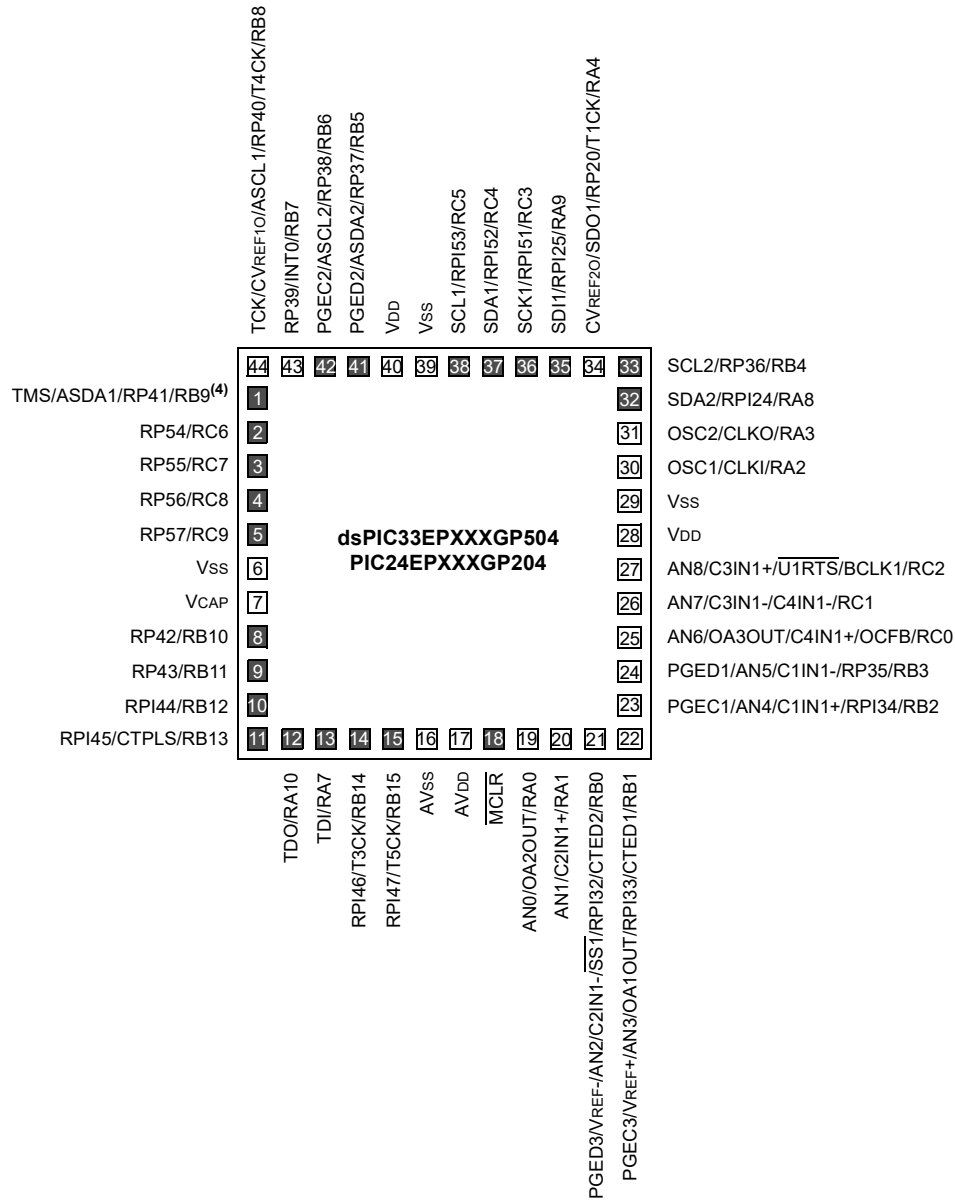 TCK/CVREF1O/ASCL1/RP40/T4CK/RB8
RP39/INT0/RB7
PGEC2/ASCL2/RP38/RB6
PGED2/ASDA2/RP37/RB5
VDD
VSS
SCL1/RPI53/RC5
SDA1/RPI52/RC4
SCK1/RPI51/RC3
SDI1/RPI25/RA9
CVREF2O/SDO1/RP20/T1CK/RA4
44 43 42 41 40 39 38 37 36 35 34 33
SCL2/RP36/RB4
TMS/ASDA1/RP41/RB9(4) 1
32 SDA2/RPI24/RA8
RP54/RC6 2
31 OSC2/CLKO/RA3
RP55/RC7 3
30 OSC1/CLKI/RA2
RP56/RC8 4
29 VSS
RP57/RC9 5
dsPIC33EPXXXGP504
PIC24EPXXXGP204
28 VDD
VSS 6
27 AN8/C3IN1+/U1RTS/BCLK1/RC2
VCAP 7
26 AN7/C3IN1-/C4IN1-/RC1
RP42/RB10 8
25 AN6/OA3OUT/C4IN1+/OCFB/RC0
RP43/RB11 9
24 PGED1/AN5/C1IN1-/RP35/RB3
RPI44/RB12 10
23 PGEC1/AN4/C1IN1+/RPI34/RB2
RPI45/CTPLS/RB13 11 12 13 14 15 16 17 18 19 20 21 22
TDO/RA10
TDI/RA7
RPI46/T3CK/RB14
RPI47/T5CK/RB15
AVSS
AVDD
MCLR
AN0/OA2OUT/RA0
AN1/C2IN1+/RA1
PGED3/VREF-/AN2/C2IN1-/SS1/RPI32/CTED2/RB0
PGEC3/VREF+/AN3/OA1OUT/RPI33/CTED1/RB1